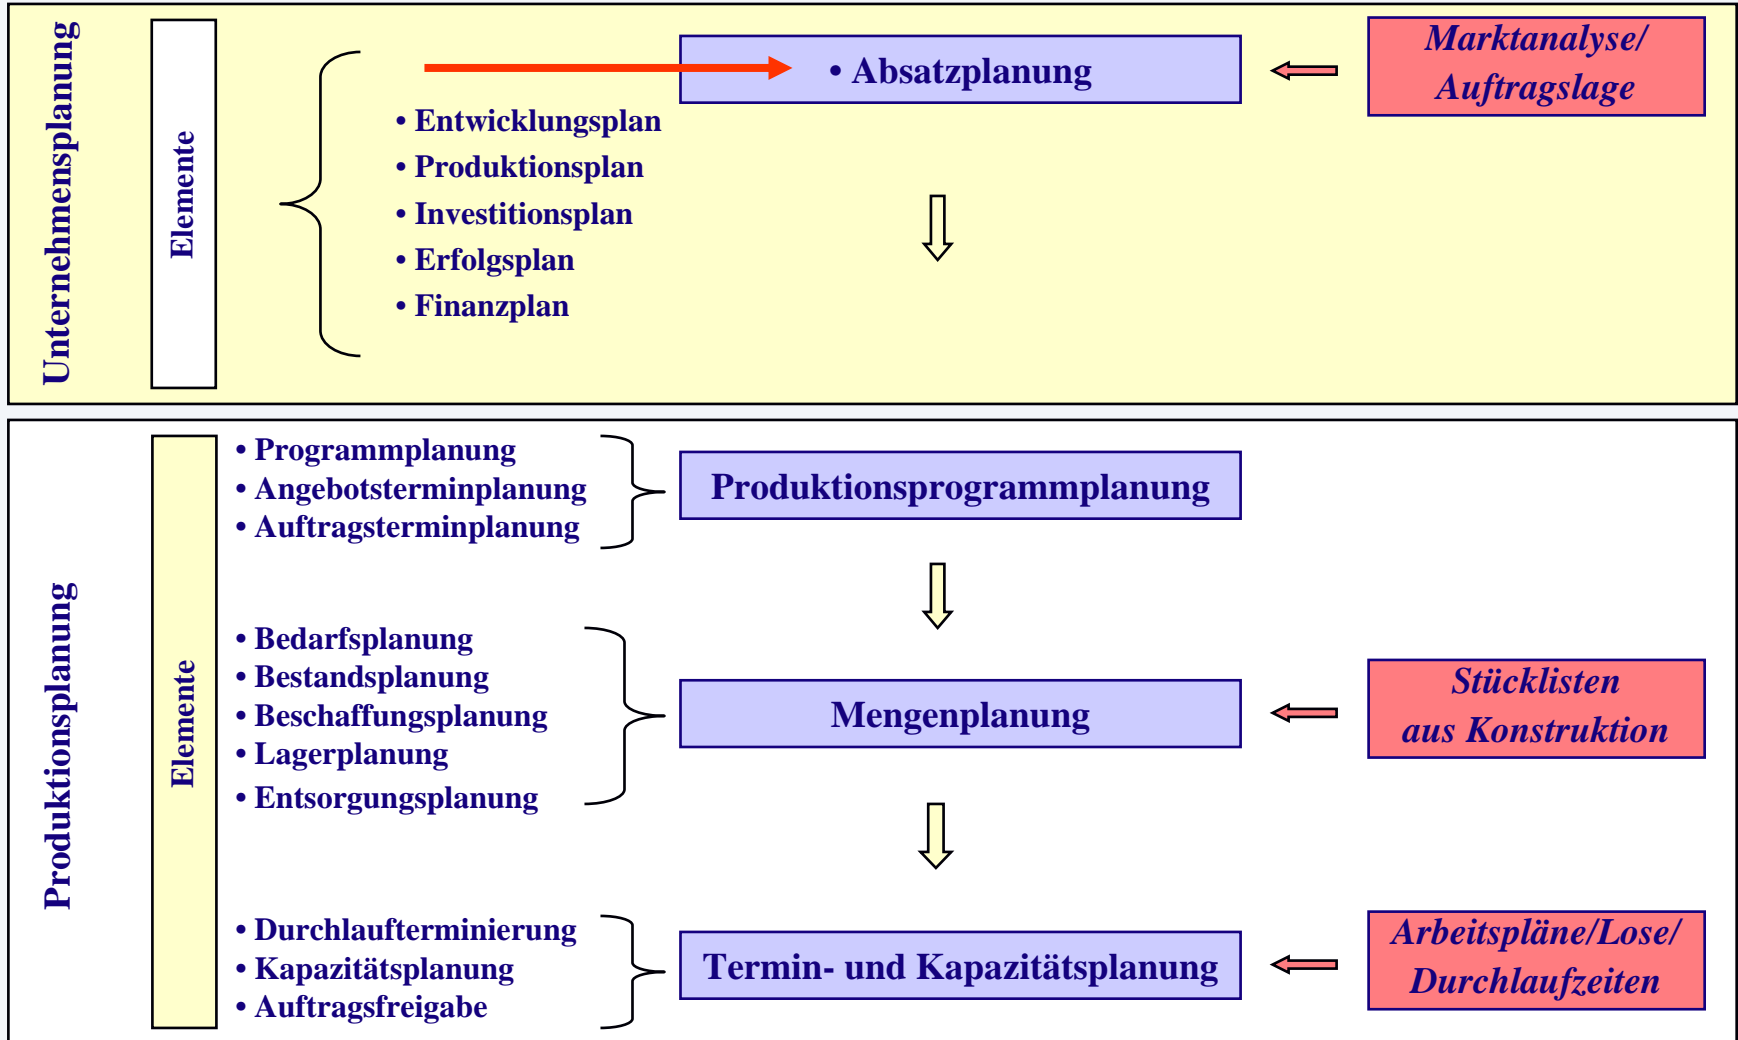 Unternehmensplanung
Elemente
• Absatzplanung
Marktanalyse/
Auftragslage
• Entwicklungsplan
• Produktionsplan
• Investitionsplan
• Erfolgsplan
• Finanzplan
Produktionsplanung
Elemente
• Programmplanung
• Angebotsterminplanung
• Auftragsterminplanung
Produktionsprogrammplanung
• Bedarfsplanung
• Bestandsplanung
• Beschaffungsplanung
• Lagerplanung
• Entsorgungsplanung
Mengenplanung
Stücklisten
aus Konstruktion
• Durchlaufterminierung
• Kapazitätsplanung
• Auftragsfreigabe
Termin- und Kapazitätsplanung
Arbeitspläne/Lose/
Durchlaufzeiten